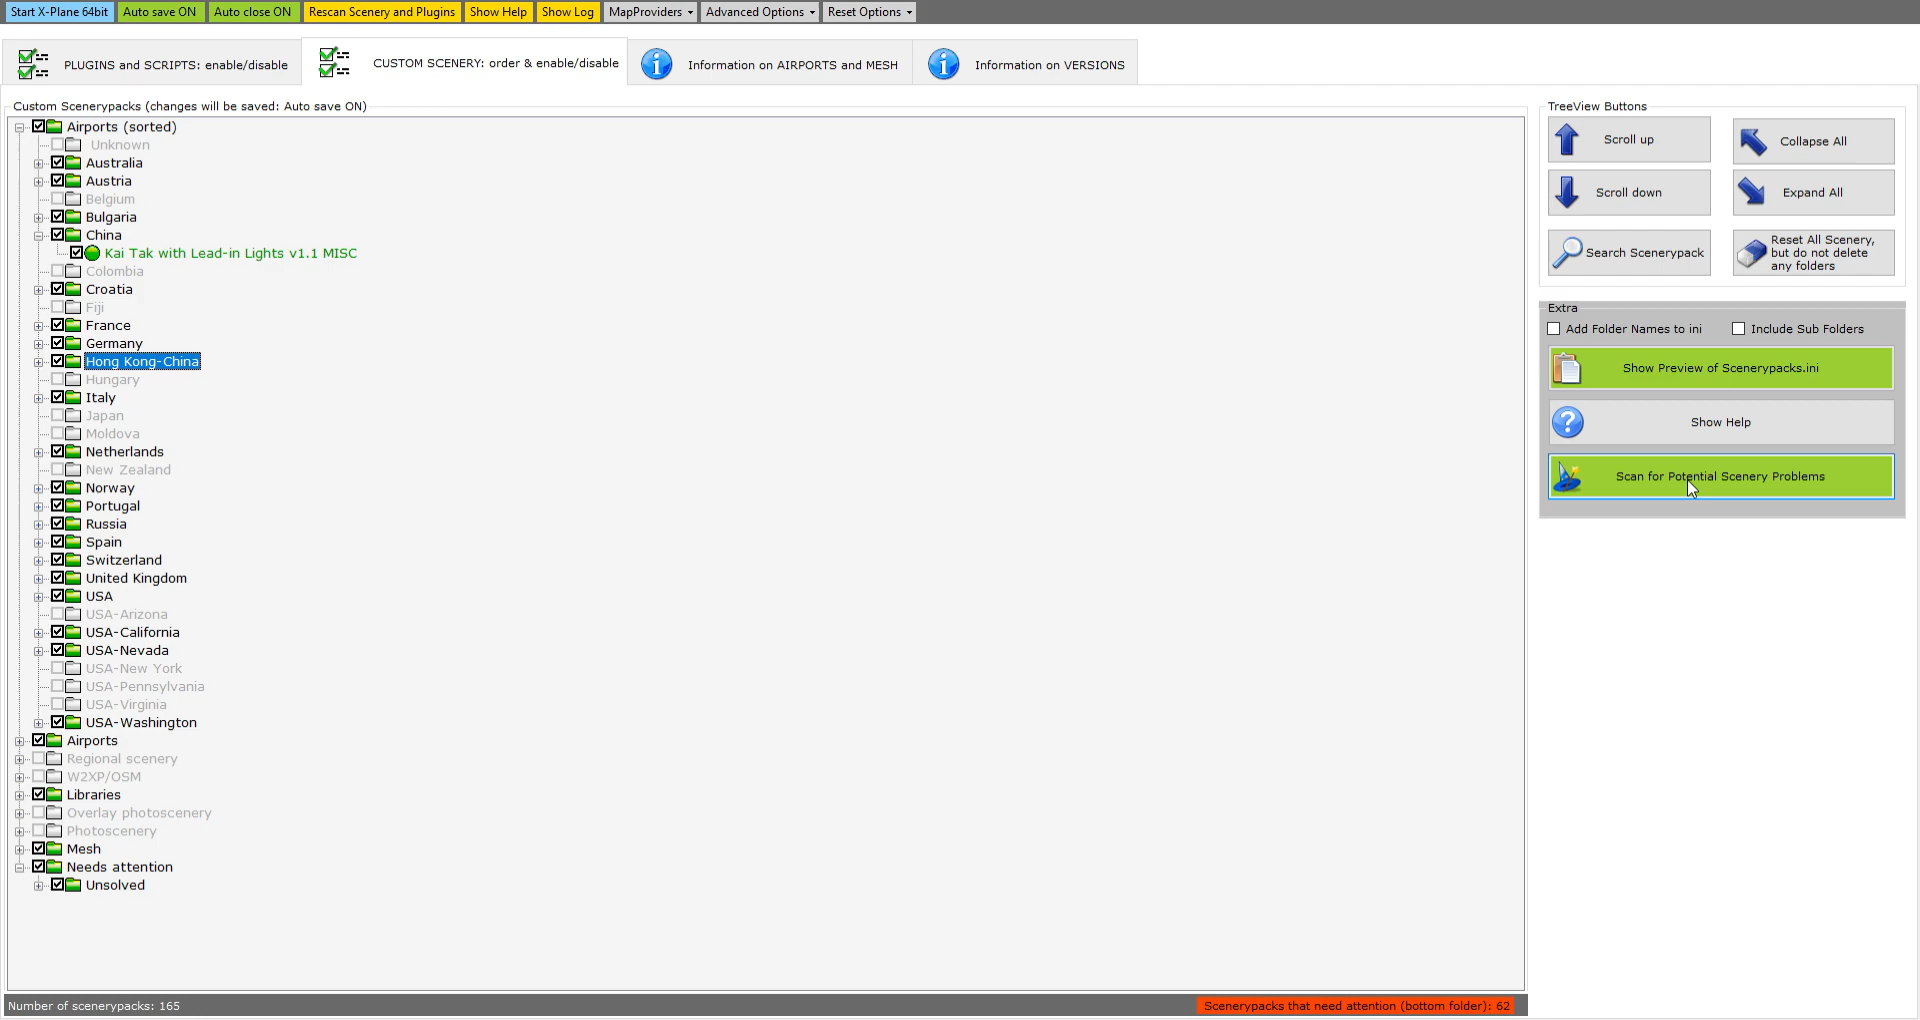 Start X-Plane 64bit Auto save ON Auto close ON Rescan Scenery and Plugins Show Help Show Log MapProviders Advanced Options Reset Options
PLUGINS and SCRIPTS: enable/disable CUSTOM SCENERY: order & enable/disable Information on AIRPORTS and MESH Information on VERSIONS
Custom Scenerypacks (changes will be saved: Auto save ON)
Airports (sorted)
Unknown
Australia
Austria
Belgium
Bulgaria
China
Kai Tak with Lead-in Lights v1.1 MISC
Colombia
Croatia
Fiji
France
Germany
Hong Kong-China
Hungary
Italy
Japan
Moldova
Netherlands
New Zealand
Norway
Portugal
Russia
Spain
Switzerland
United Kingdom
USA
USA-Arizona
USA-California
USA-Nevada
USA-New York
USA-Pennsylvania
USA-Virginia
USA-Washington
Airports
Regional scenery
W2XP/OSM
Libraries
Overlay photoscenery
Photoscenery
Mesh
Needs attention
Unsolved
Number of scenerypacks: 165
Scenerypacks that need attention (bottom folder): 62
TreeView Buttons
Scroll up
Collapse All
Scroll down
Expand All
Search Scenerypack
Reset All Scenery,
but do not delete
any folders
Extra
Add Folder Names to ini
Include Sub Folders
Show Preview of Scenerypacks.ini
Show Help
Scan for Potential Scenery Problems